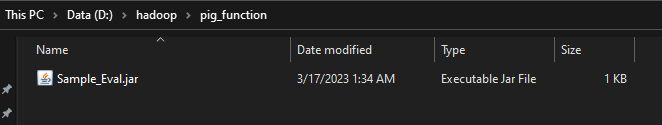 This PC > Data (D:) > hadoop > pig_function
Name Date modified Type Size
Sample_Eval.jar 3/17/2023 1:34 AM Executable Jar File 1 KB